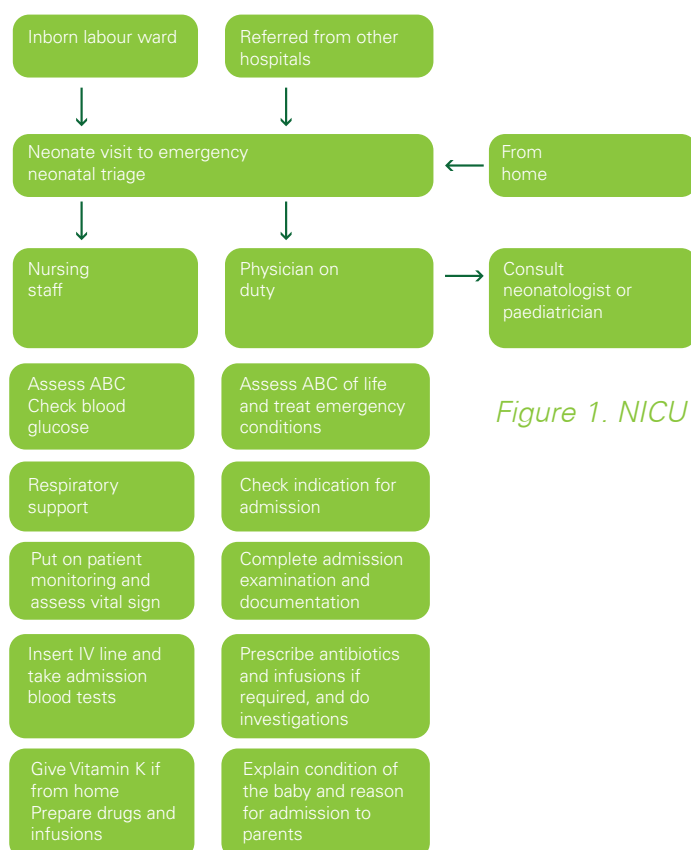 Inborn labour ward
Referred from other
hospitals
Neonate visit to emergency
neonatal triage
From
home
Nursing
staff
Physician on
duty
Consult
neonatologist or
paediatrician
Assess ABC
Check blood
glucose
Assess ABC of life
and treat emergency
conditions
Figure 1. NICU
Respiratory
support
Check indication for
admission
Put on patient
monitoring and
assess vital sign
Complete admission
examination and
documentation
Insert IV line and
take admission
blood tests
Prescribe antibiotics
and infusions if
required, and do
investigations
Give Vitamin K if
from home
Prepare drugs and
infusions
Explain condition of
the baby and reason
for admission to
parents